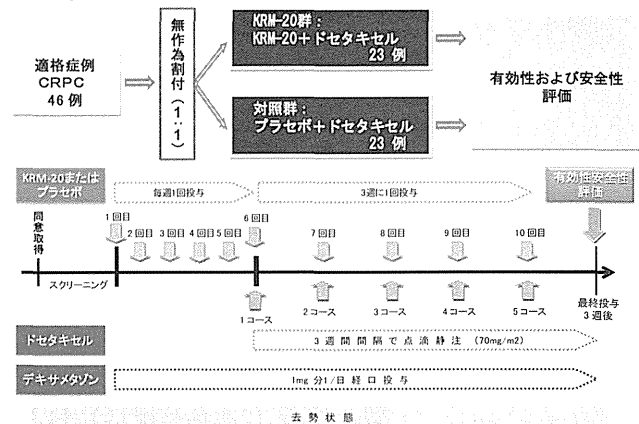 適格症例
CRPC
46 例
無作為割付（1：1）
KRM-20群：
KRM-20＋ドセタキセル
23 例
対照群：
プラセボ＋ドセタキセル
23 例
有効性および安全性
評価
KRM-20または
プラセボ
毎週1回投与
3週に1回投与
有効性安全性
評価
同意取得
スクリーニング
1回目
2回目
3回目
4回目
5回目
6回目
7回目
8回目
9回目
10回目
1コース
2コース
3コース
4コース
5コース
最終投与
3週後
ドセタキセル
3週間間隔で点滴静注（70mg/m2）
デキサメタゾン
1mg 分1/日経口投与
去勢状態